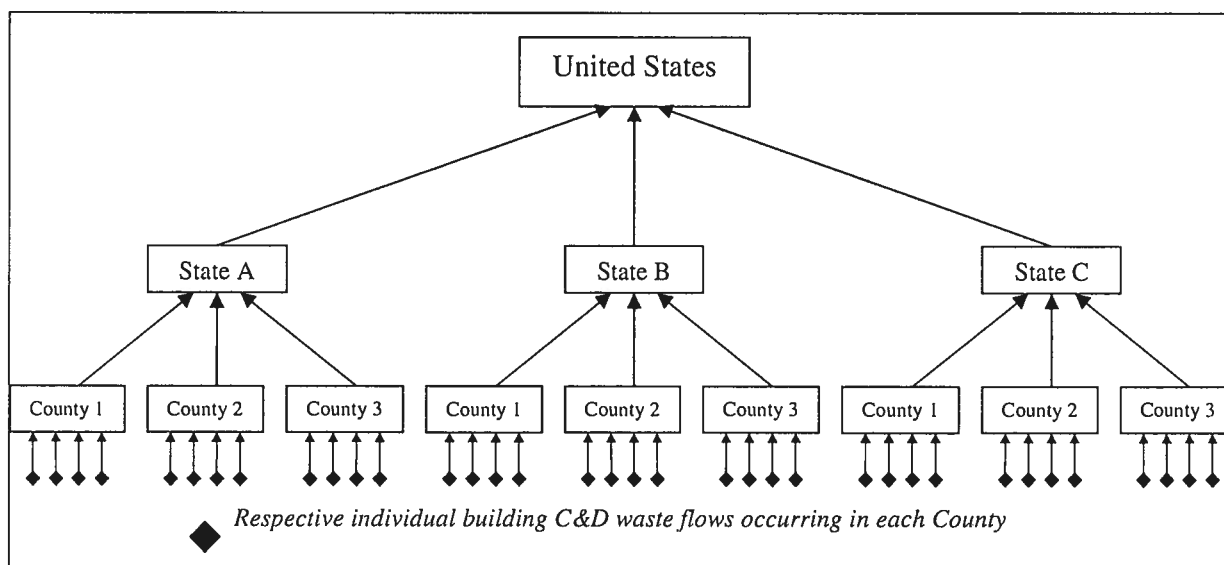 United States
State A
State B
State C
County 1
County 2
County 3
County 1
County 2
County 3
County 1
County 2
County 3
Respective individual building C&D waste flows occurring in each County